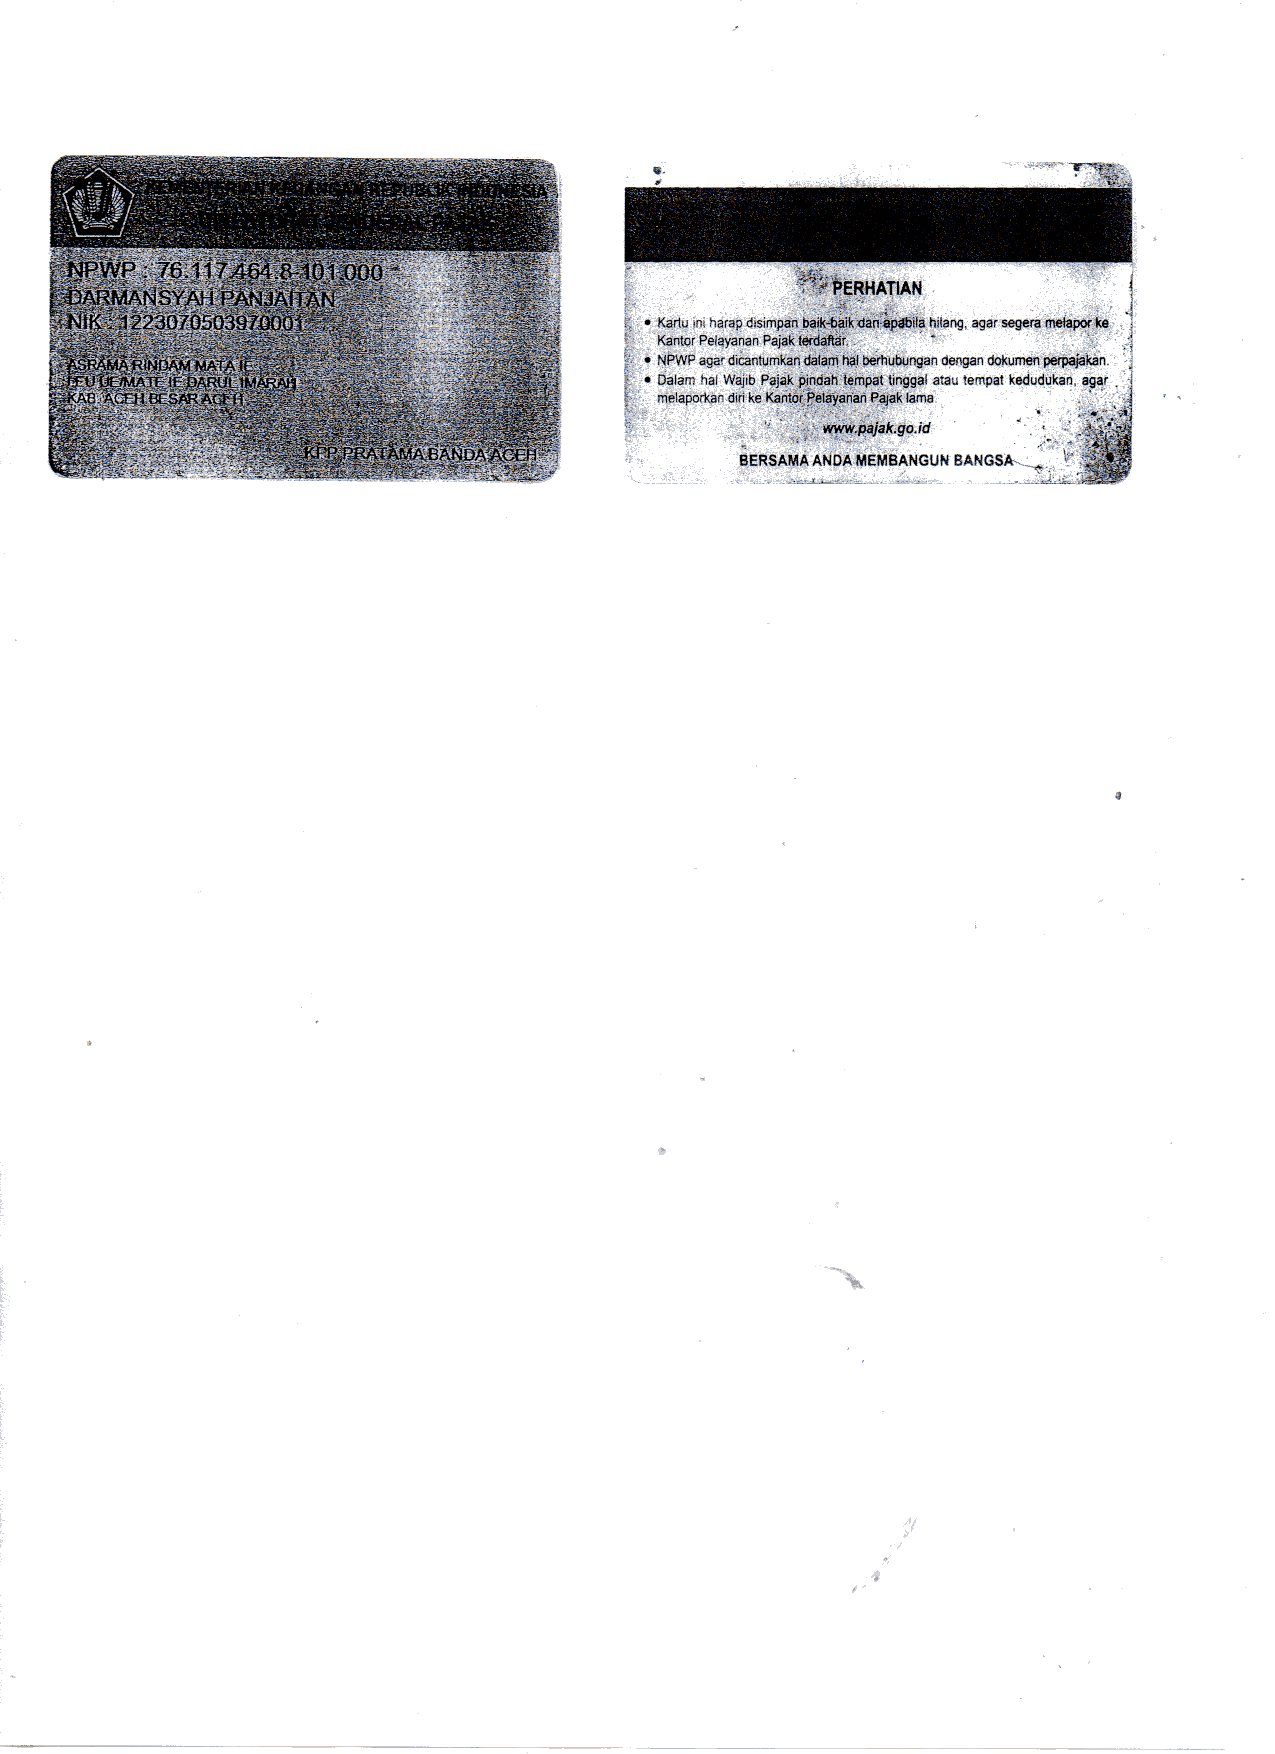 KEMENTERIAN KEUANGAN REPUBLIK INDONESIA
DIREKTORAT JENDERAL PAJAK
NPWP : 76.117.464.8-101.000
DARMANSYAH PANJAITAN
NIK : 1223070503970001
ASRAMA RINDAM MATA IE
LEU UE/MATE IE DARUL IMARAH
KAB. ACEH BESAR ACEH
KPP PRATAMA BANDA ACEH
PERHATIAN
• Kartu ini harap disimpan baik-baik dan apabila hilang, agar segera melapor ke
Kantor Pelayanan Pajak terdaftar.
• NPWP agar dicantumkan dalam hal berhubungan dengan dokumen perpajakan.
• Dalam hal Wajib Pajak pindah tempat tinggal atau tempat kedudukan, agar
melaporkan diri ke Kantor Pelayanan Pajak lama
www.pajak.go.id
BERSAMA ANDA MEMBANGUN BANGSA